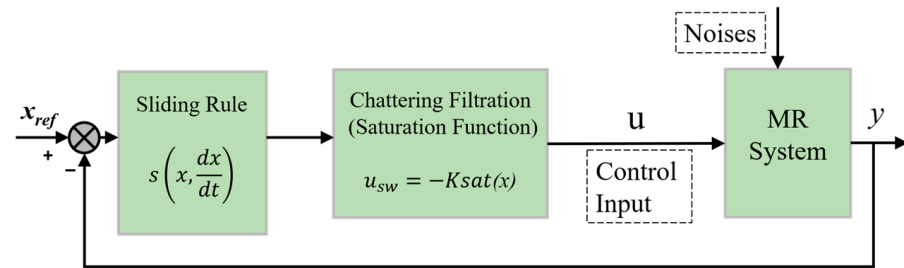 Noises
x_ref
+
−
Sliding Rule
s(x, dx/dt)
Chattering Filtration
(Saturation Function)
u_sw = −Ksat(x)
u
Control
Input
MR
System
y